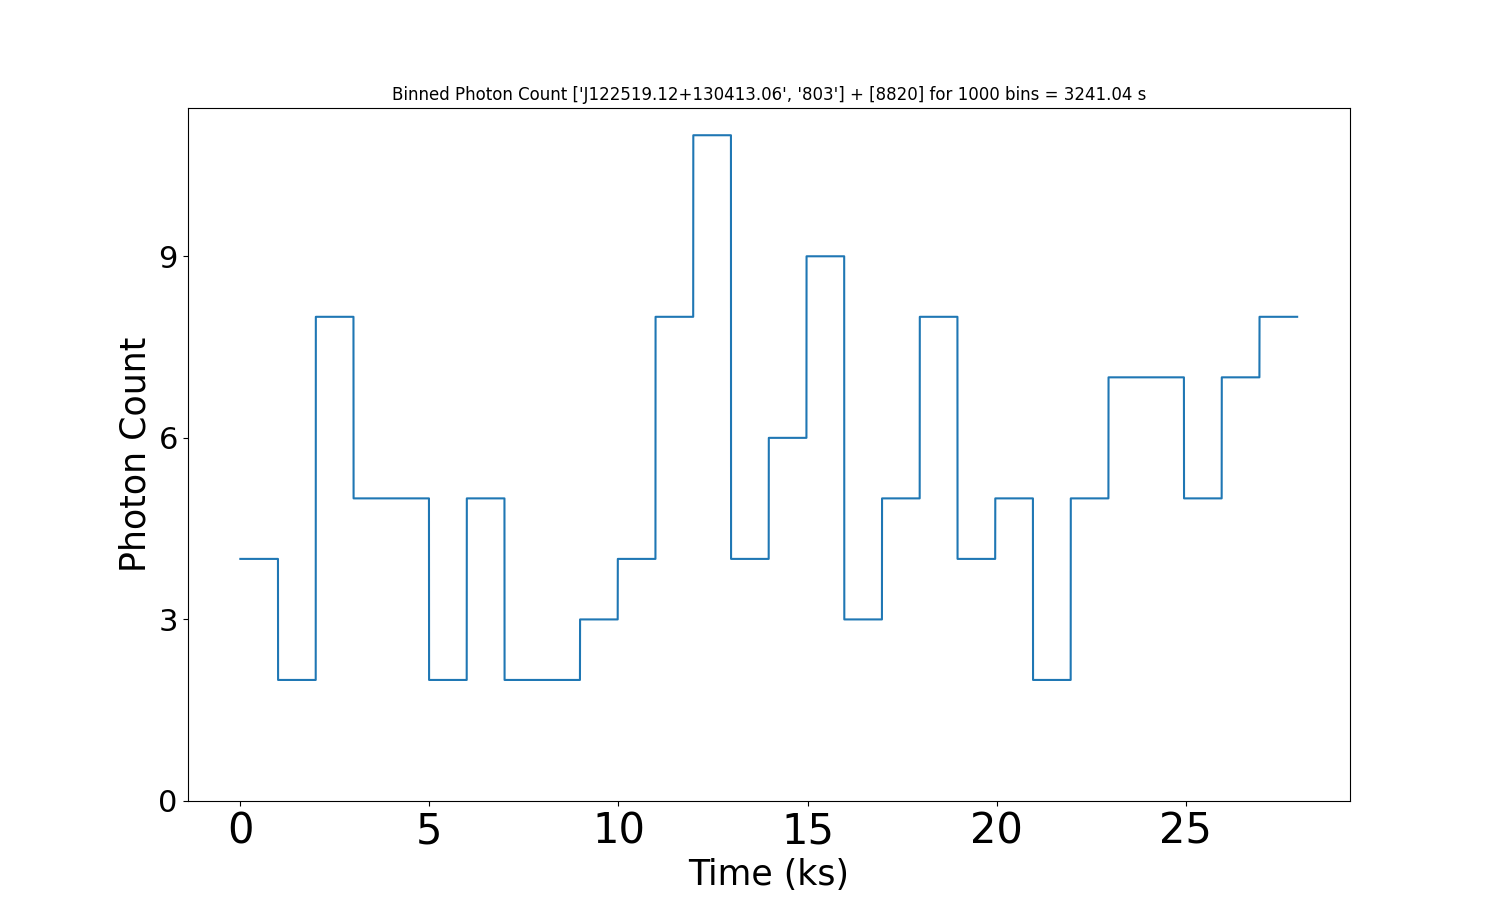 Binned Photon Count ['J122519.12+130413.06', '803'] + [8820] for 1000 bins = 3241.04 s
Photon Count
9
6
3
0
0 5 10 15 20 25
Time (ks)